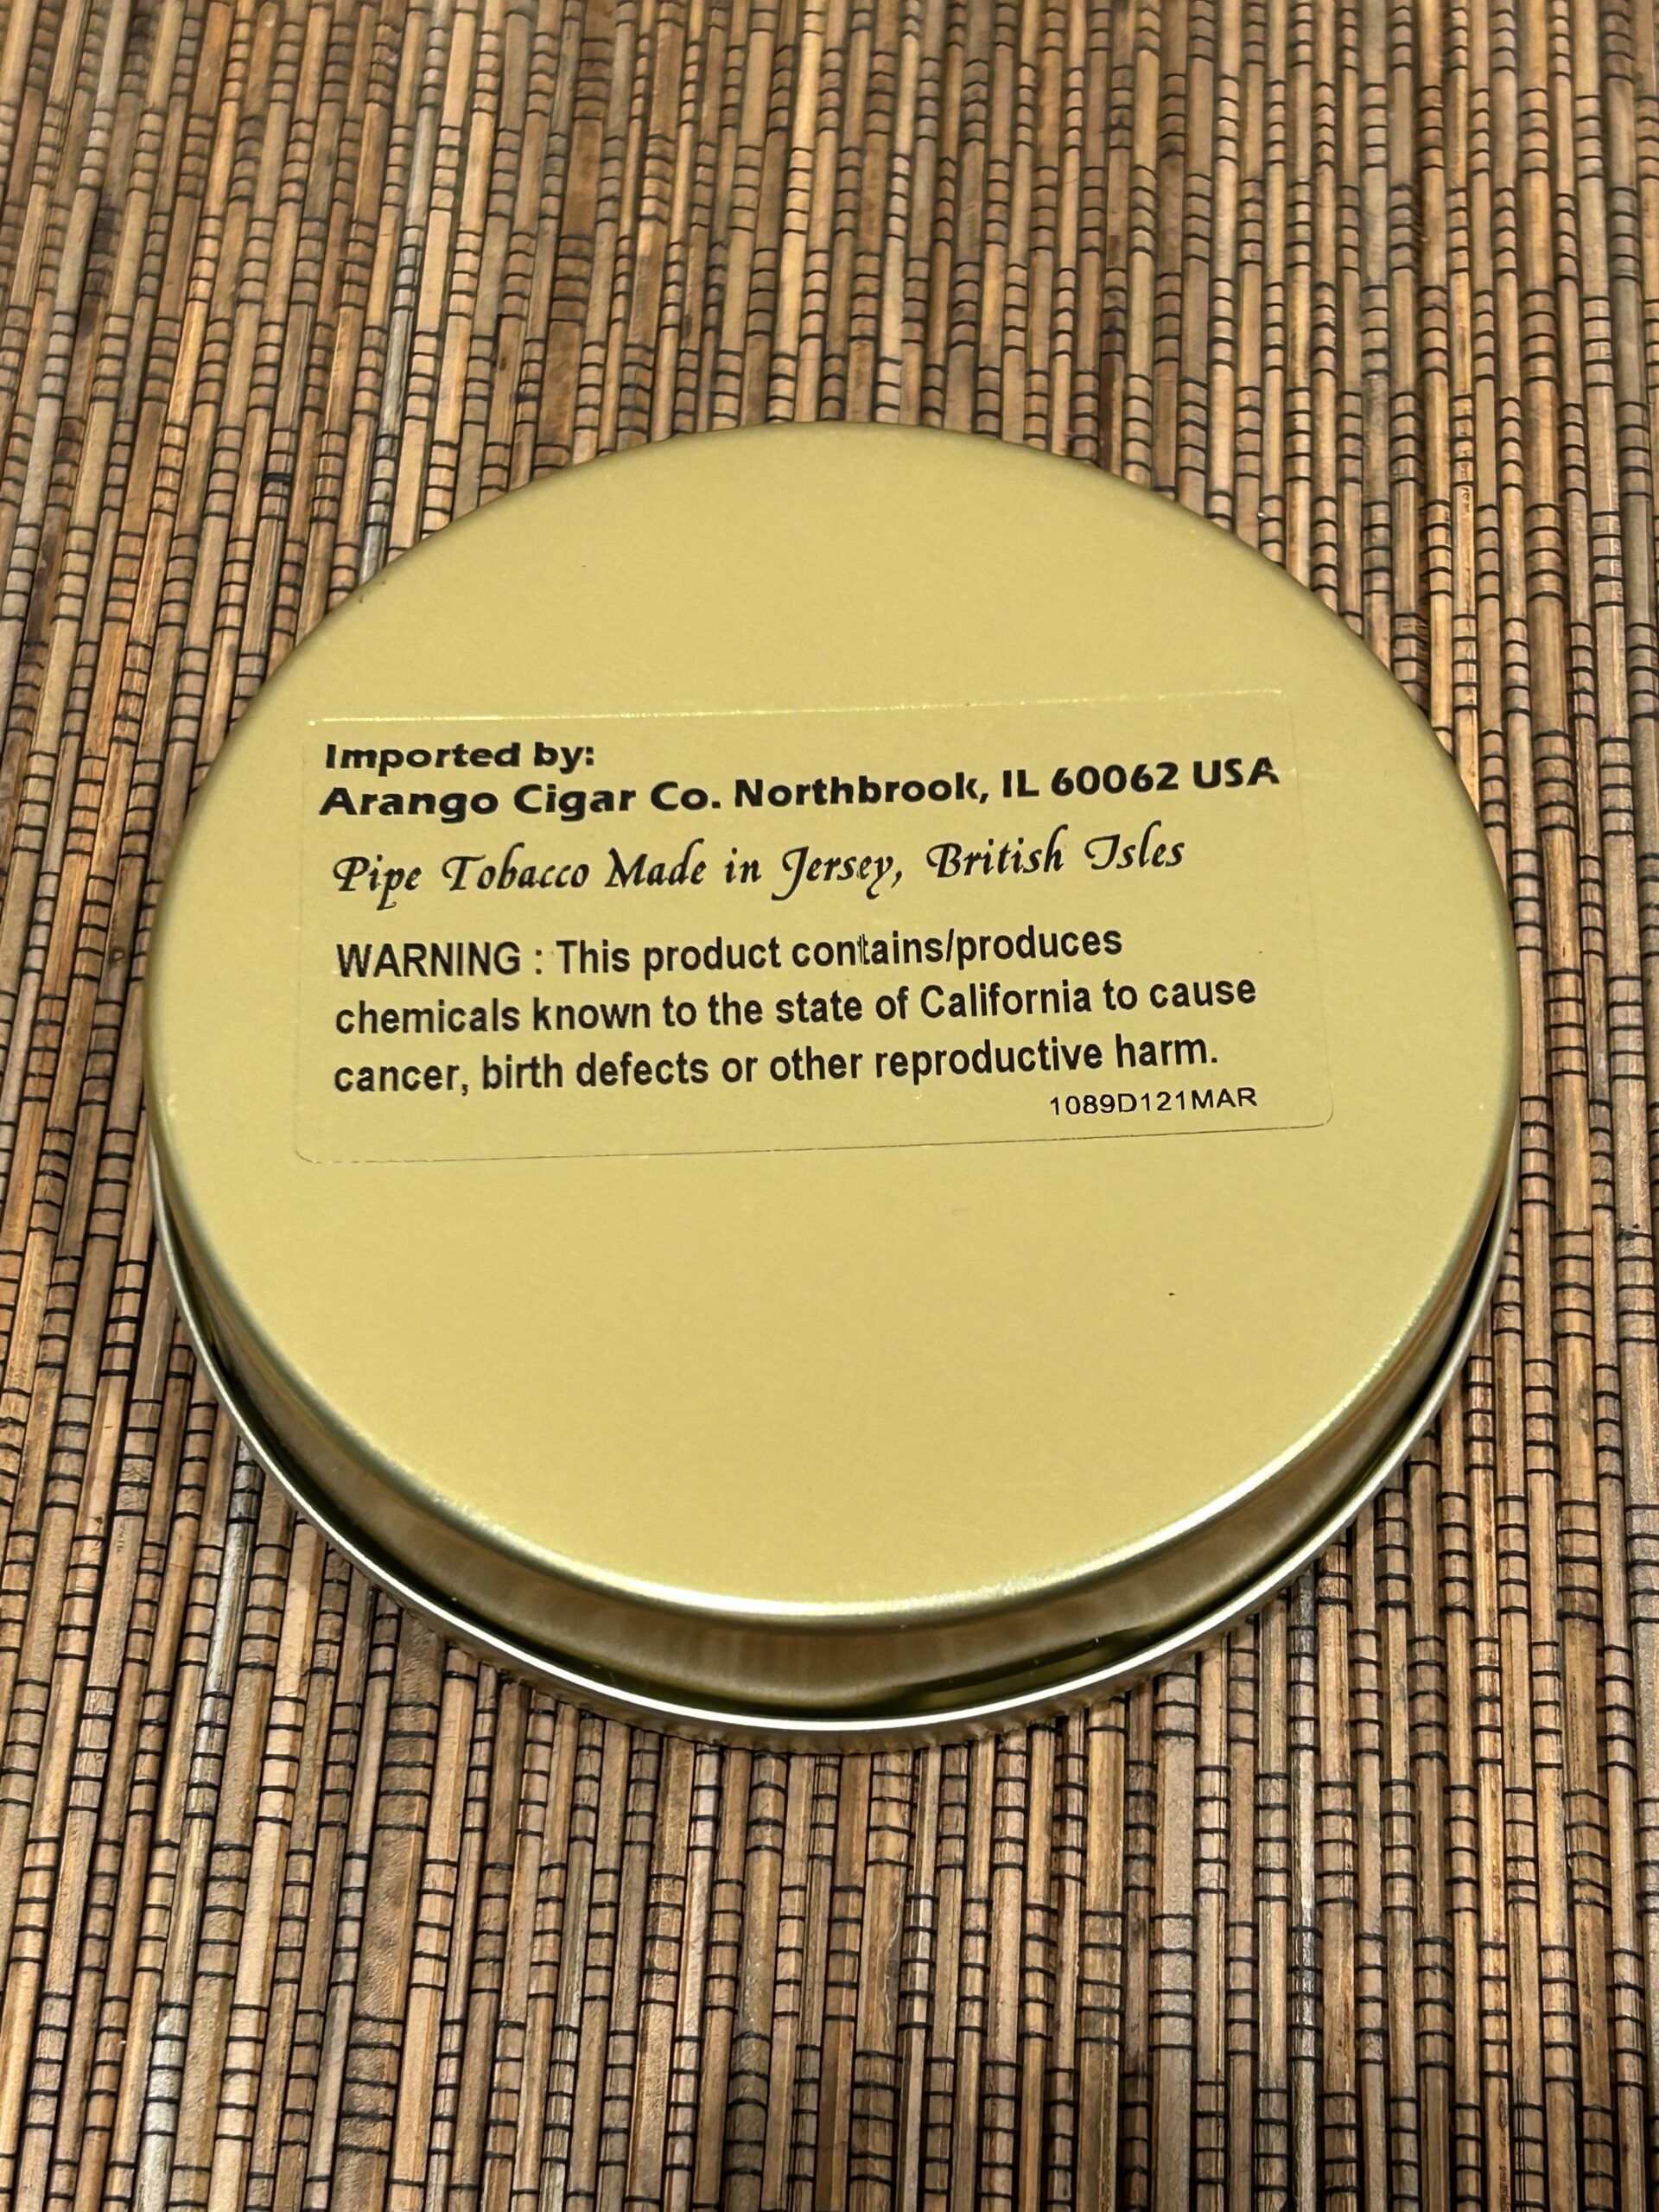 Imported by:
Arango Cigar Co. Northbrook, IL 60062 USA
Pipe Tobacco Made in Jersey, British Isles
WARNING : This product contains/produces
chemicals known to the state of California to cause
cancer, birth defects or other reproductive harm.
1089D121MAR